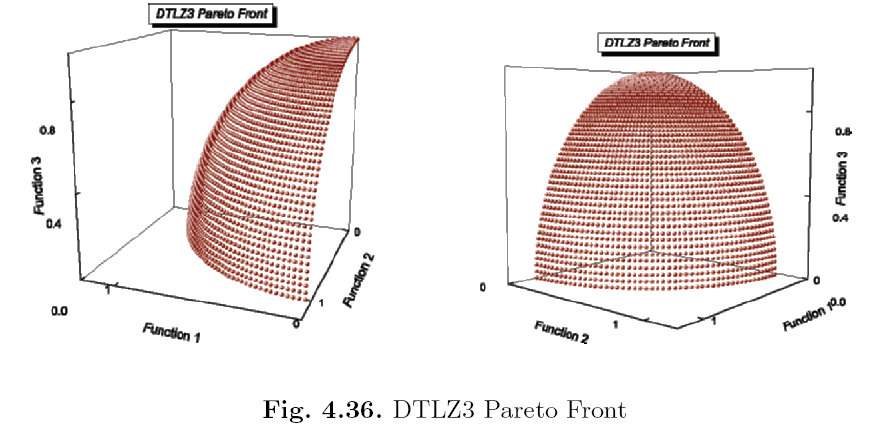 DTLZ3 Pareto Front
0.8
Function 3
0.4
0.0
1
Function 1
0
1
Function 2
0
DTLZ3 Pareto Front
0.8
Function 3
0.4
0
Function 2
1
1
Function 1
0.0
0
Fig. 4.36. DTLZ3 Pareto Front